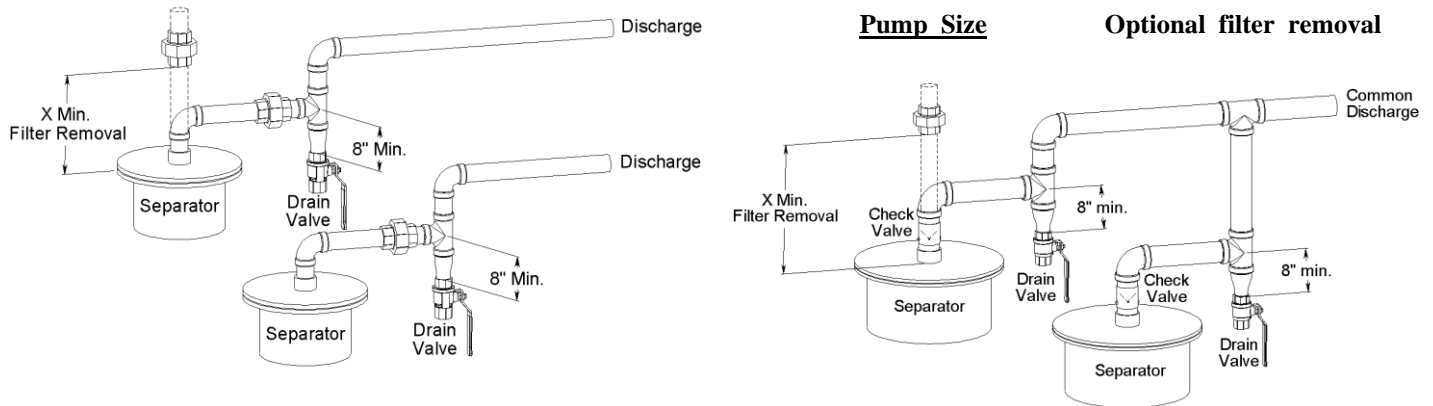 Pump Size
Optional filter removal
Discharge
X Min.
Filter Removal
8" Min.
Separator
Drain
Valve
Discharge
8" Min.
Separator
Drain
Valve
Common
Discharge
X Min.
Filter Removal
Check
Valve
8" min.
Drain
Valve
Separator
Check
Valve
8" min.
Drain
Valve
Separator